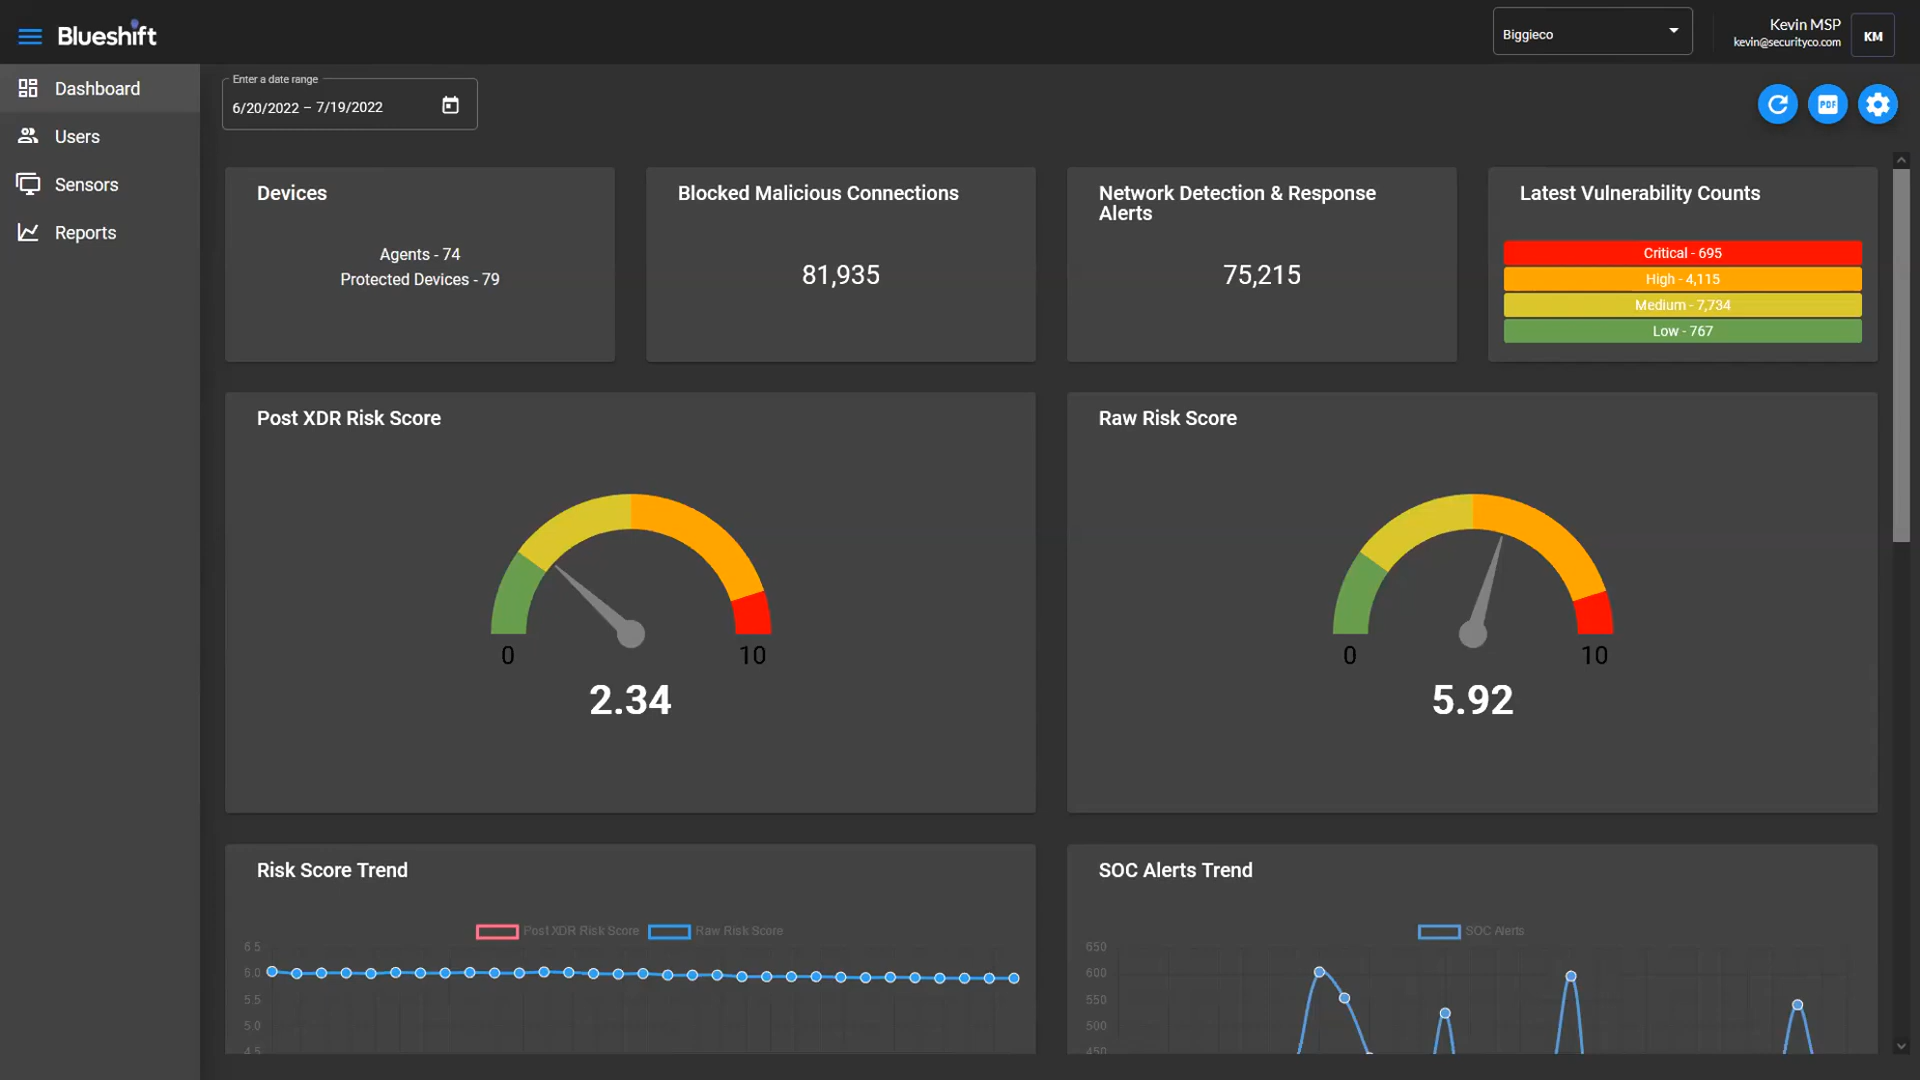 Blueshift
Biggieco
Kevin MSP
kevin@securityco.com
KM
Dashboard
Users
Sensors
Reports
Enter a date range
6/20/2022 – 7/19/2022
PDF
Devices
Agents - 74
Protected Devices - 79
Blocked Malicious Connections
81,935
Network Detection & Response
Alerts
75,215
Latest Vulnerability Counts
Critical - 695
High - 4,115
Medium - 7,734
Low - 767
Post XDR Risk Score
0
10
2.34
Raw Risk Score
0
10
5.92
Risk Score Trend
Post XDR Risk Score
Raw Risk Score
6.5
6.0
5.5
5.0
4.5
SOC Alerts Trend
SOC Alerts
650
600
550
500
450